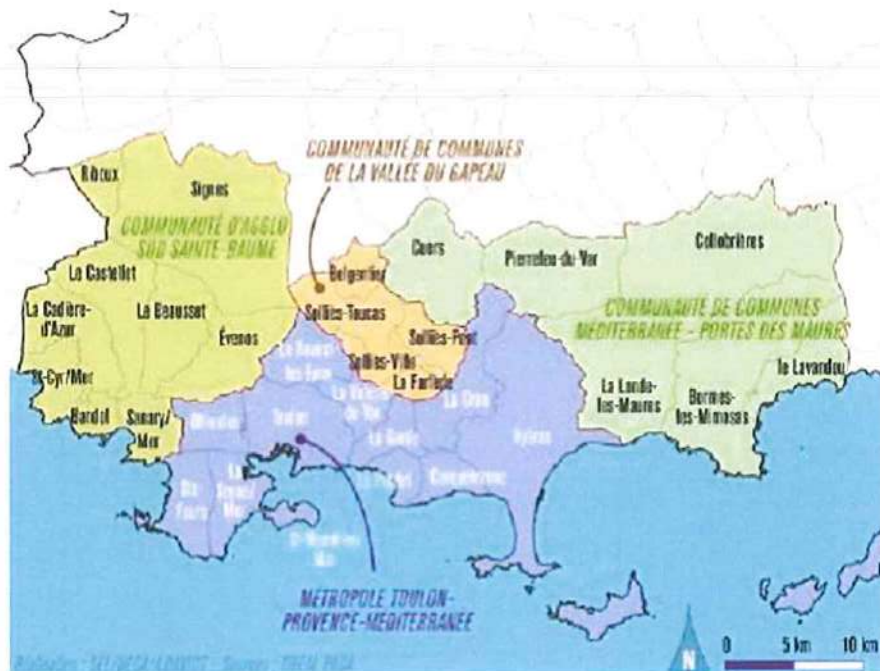 COMMUNAUTÉ DE COMMUNES
DE LA VALLÉE DU GAPEAU
Riboux
Signes
COMMUNAUTÉ D'AGGLO
SUD SAINTE-BAUME
Cuers
Collobrières
Pierrefeu-du-Var
Belgentier
Le Castellet
Solliès-Toucas
La Cadière-
d'Azur
Le Beausset
COMMUNAUTÉ DE COMMUNES
MÉDITERRANÉE - PORTES DES MAURES
Évenos
Solliès-Pont
Solliès-Ville
La Farlède
St-Cyr/Mer
le Lavandou
La Londe-
les-Maures
Bormes-
les-Mimosas
Bandol
Sanary/
Mer
Toulon
La Garde
La Crau
Hyères
MÉTROPOLE TOULON-
PROVENCE-MÉDITERRANÉE
N
0 5 km 10 km